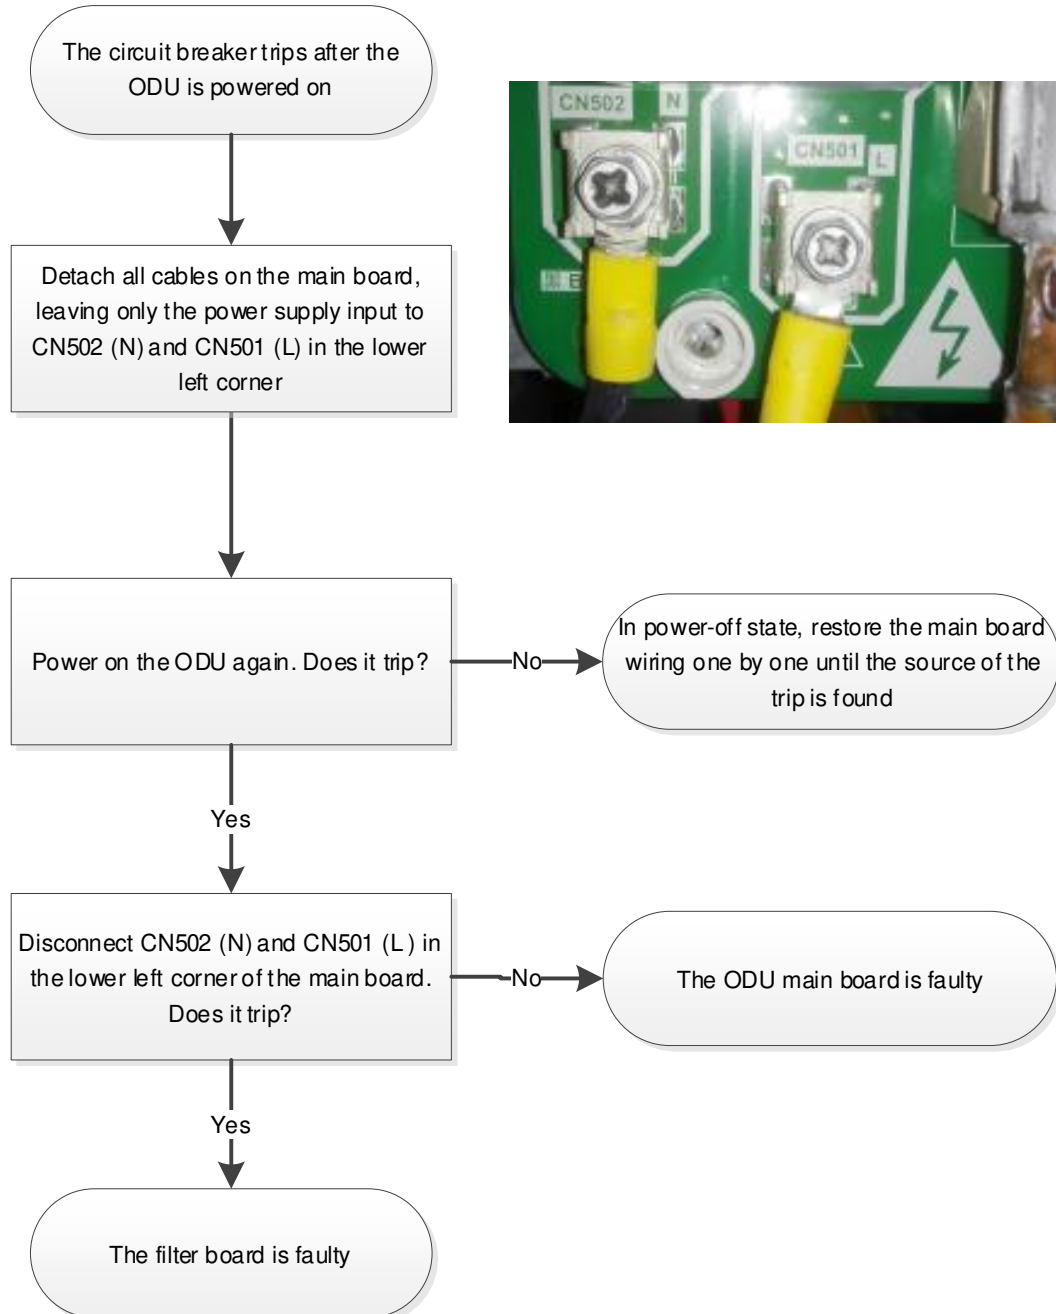 The circuit breaker trips after the
ODU is powered on
CN502 N
CN501 L
Detach all cables on the main board,
leaving only the power supply input to
CN502 (N) and CN501 (L) in the lower
left corner
Power on the ODU again. Does it trip?
No
In power-off state, restore the main board
wiring one by one until the source of the
trip is found
Yes
Disconnect CN502 (N) and CN501 (L) in
the lower left corner of the main board.
Does it trip?
No
The ODU main board is faulty
Yes
The filter board is faulty